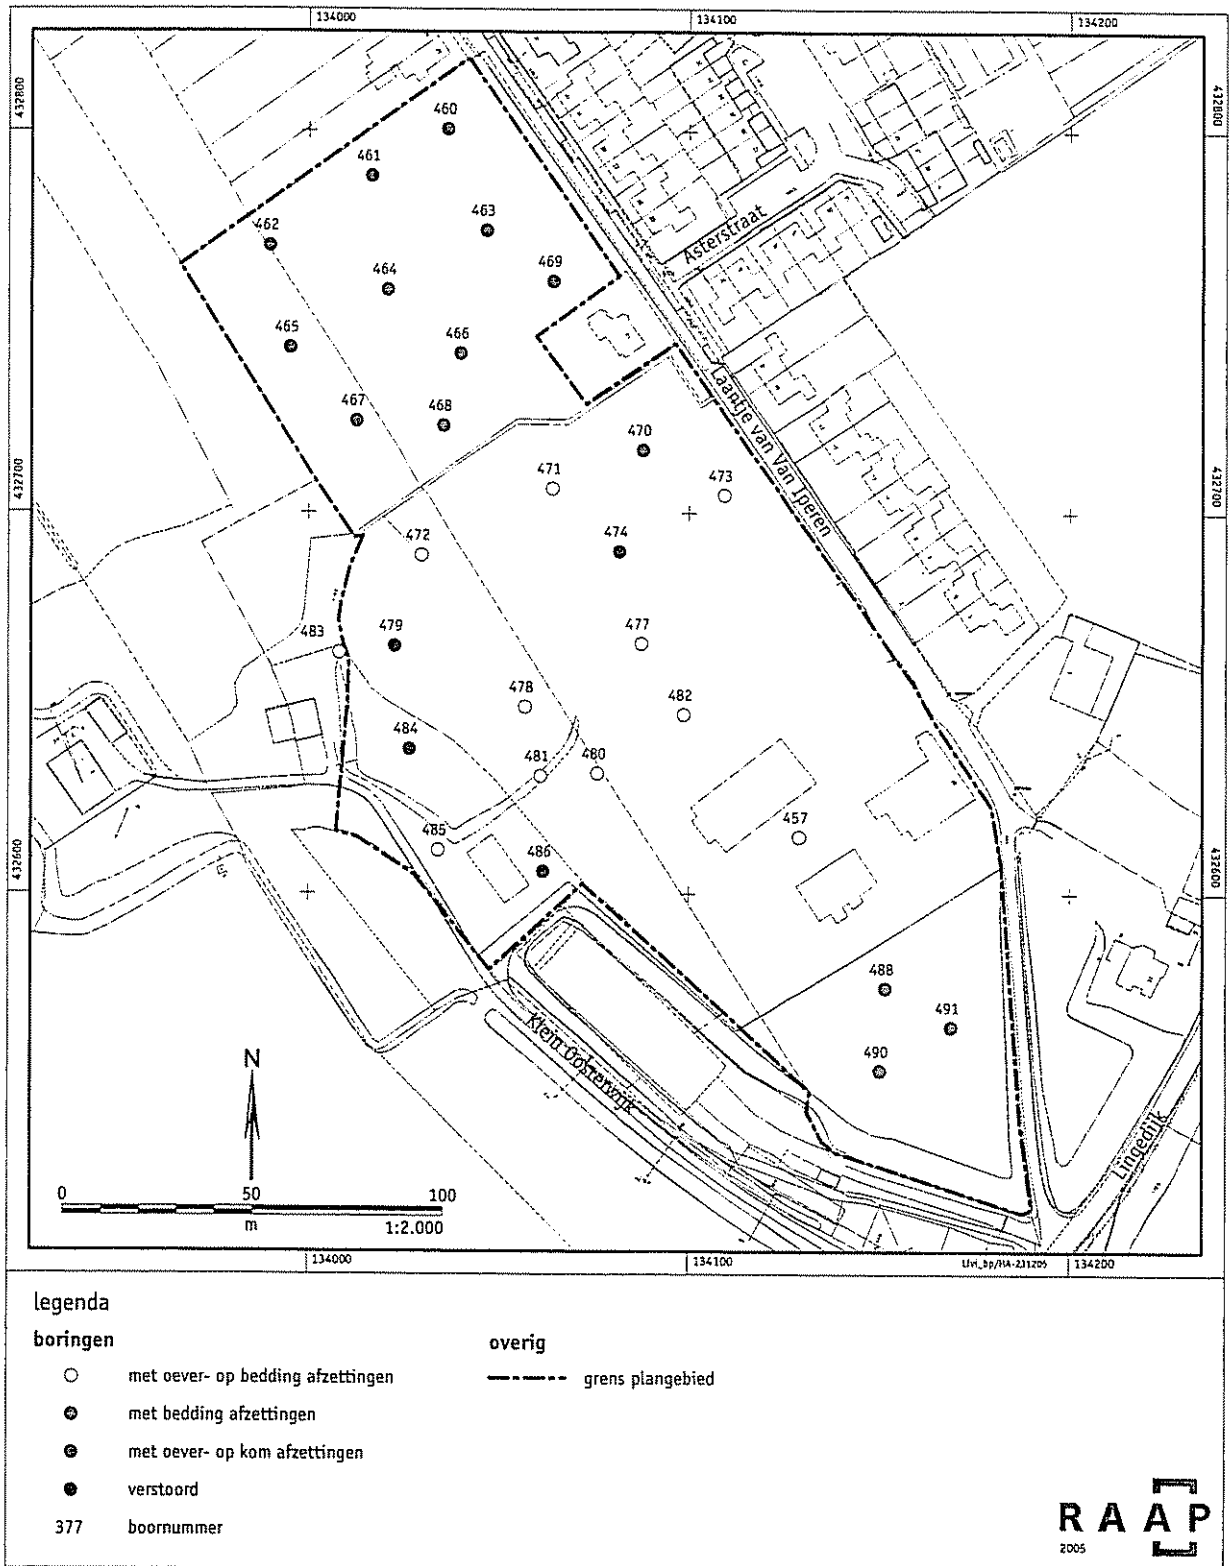 134000
134100
134200
432800
432800
460
461
463
462
469
464
Asterstraat
465
466
467
468
470
471
473
Laantje van Van Iperen
432700
432700
474
472
483
479
477
478
482
484
481
480
457
485
486
432600
432600
488
491
490
Klein Oosterwijk
Lingedijk
N
0 50 100
m 1:2.000
134000
134100
134200
legenda
boringen
met oever- op bedding afzettingen
met bedding afzettingen
met oever- op kom afzettingen
verstoord
377 boornummer
overig
grens plangebied
RAAP
2005